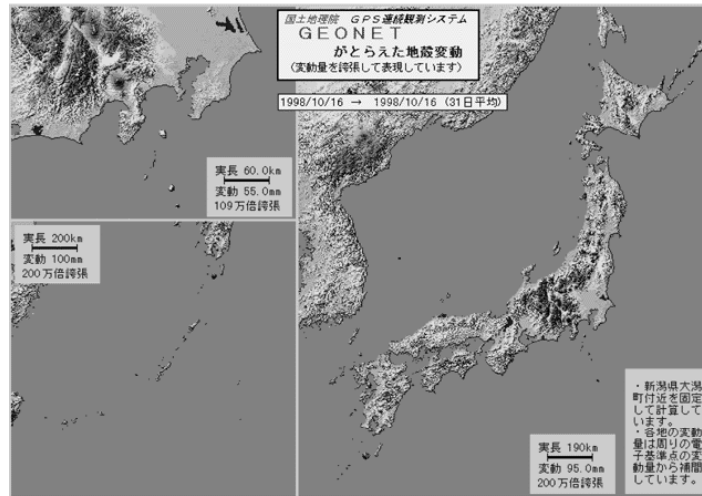 国土地理院 GPS連続観測システム
GEONET
がとらえた地殻変動
(変動量を誇張して表現しています)
1998/10/16 → 1998/10/16 (31日平均)
実長 60.0km
変動 55.0mm
109万倍誇張
実長 200km
変動 100mm
200万倍誇張
実長 190km
変動 95.0mm
200万倍誇張
・新潟県大潟
町付近を固定
して計算して
います。
・各地の変動
量は周りの電
子基準点の変
動量から補間
しています。